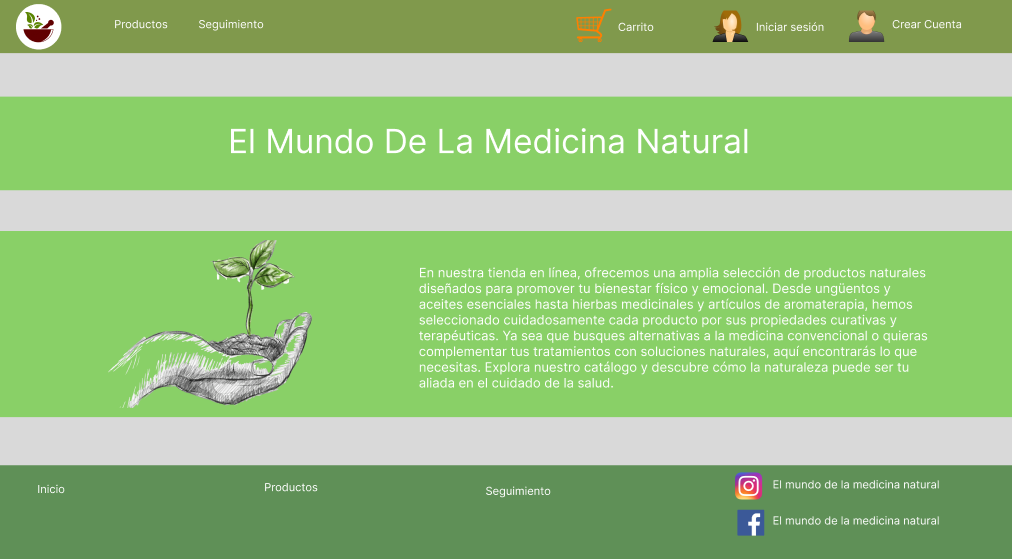 Productos
Seguimiento
Carrito
Iniciar sesión
Crear Cuenta
El Mundo De La Medicina Natural
En nuestra tienda en línea, ofrecemos una amplia selección de productos naturales
diseñados para promover tu bienestar físico y emocional. Desde ungüentos y
aceites esenciales hasta hierbas medicinales y artículos de aromaterapia, hemos
seleccionado cuidadosamente cada producto por sus propiedades curativas y
terapéuticas. Ya sea que busques alternativas a la medicina convencional o quieras
complementar tus tratamientos con soluciones naturales, aquí encontrarás lo que
necesitas. Explora nuestro catálogo y descubre cómo la naturaleza puede ser tu
aliada en el cuidado de la salud.
Inicio
Productos
Seguimiento
El mundo de la medicina natural
El mundo de la medicina natural